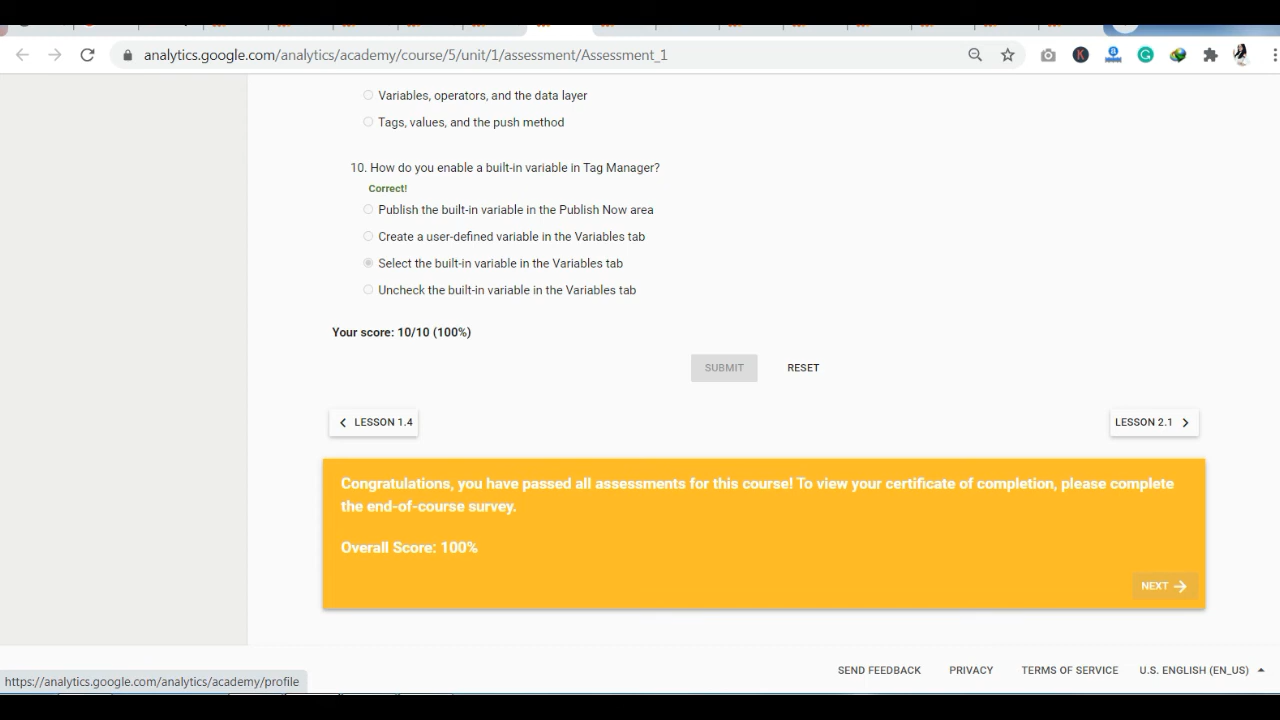 analytics.google.com/analytics/academy/course/5/unit/1/assessment/Assessment_1
Variables, operators, and the data layer
Tags, values, and the push method
10. How do you enable a built-in variable in Tag Manager?
Correct!
Publish the built-in variable in the Publish Now area
Create a user-defined variable in the Variables tab
Select the built-in variable in the Variables tab
Uncheck the built-in variable in the Variables tab
Your score: 10/10 (100%)
SUBMIT RESET
LESSON 1.4 LESSON 2.1
Congratulations, you have passed all assessments for this course! To view your certificate of completion, please complete
the end-of-course survey.
Overall Score: 100%
NEXT
SEND FEEDBACK PRIVACY TERMS OF SERVICE U.S. ENGLISH (EN_US)
https://analytics.google.com/analytics/academy/profile